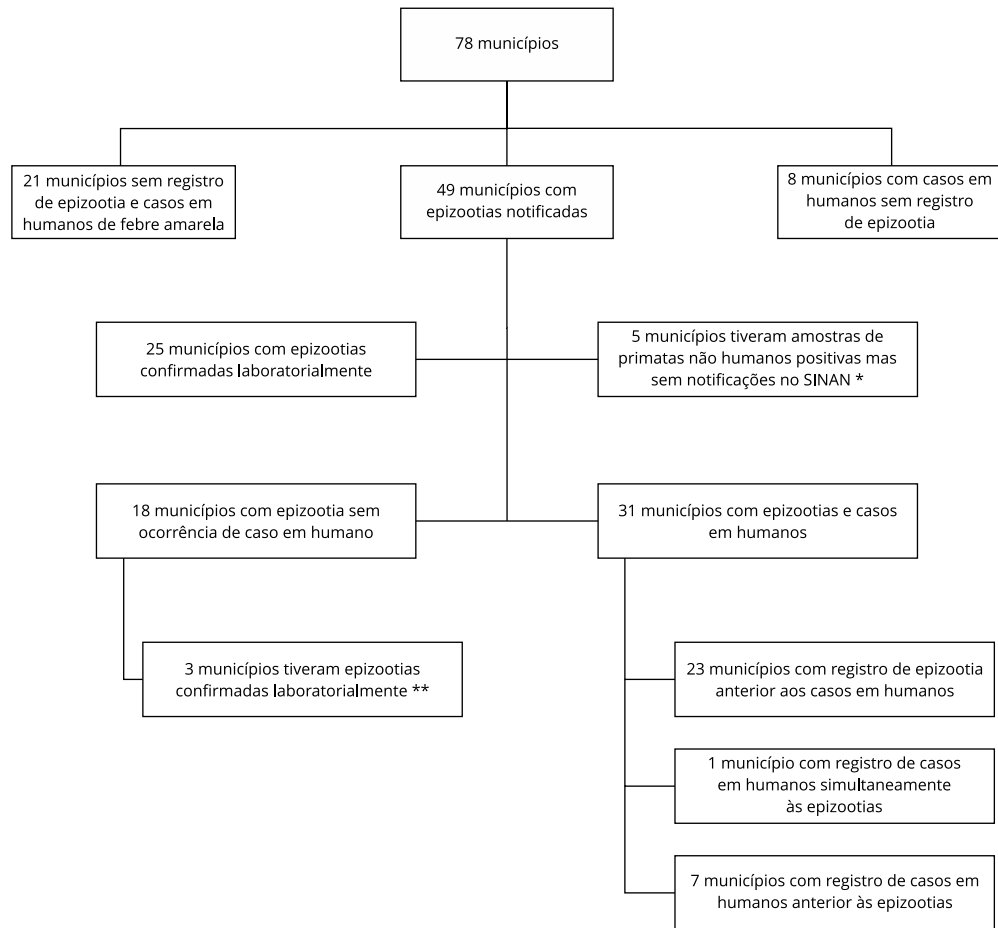 78 municípios
21 municípios sem registro
de epizootia e casos em
humanos de febre amarela
49 municípios com
epizootias notificadas
8 municípios com casos em
humanos sem registro
de epizootia
25 municípios com epizootias
confirmadas laboratorialmente
5 municípios tiveram amostras de
primatas não humanos positivas mas
sem notificações no SINAN *
18 municípios com epizootia sem
ocorrência de caso em humano
31 municípios com epizootias e casos
em humanos
3 municípios tiveram epizootias
confirmadas laboratorialmente **
23 municípios com registro de epizootia
anterior aos casos em humanos
1 município com registro de casos
em humanos simultaneamente
às epizootias
7 municípios com registro de casos em
humanos anterior às epizootias